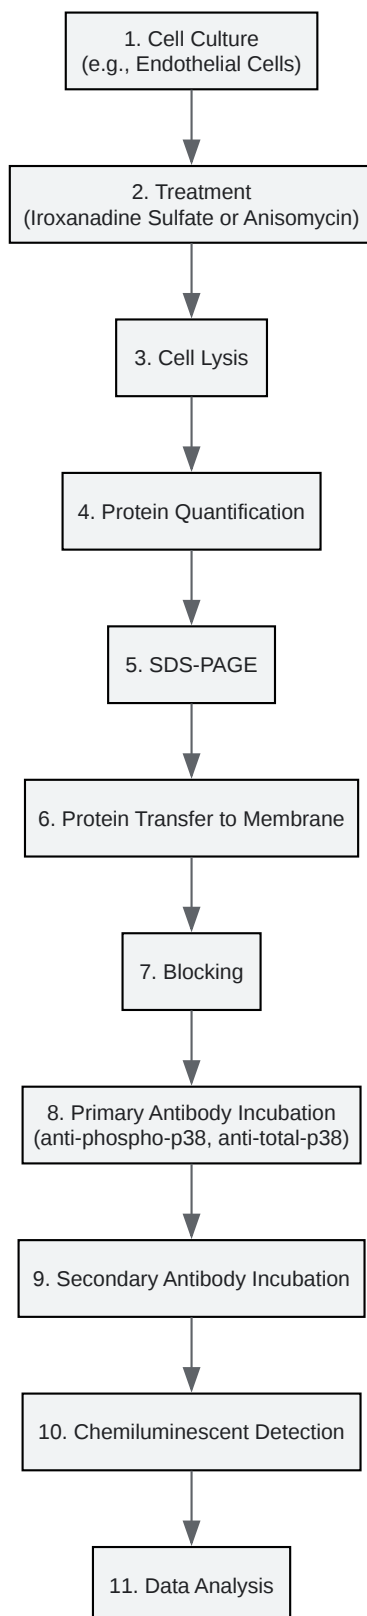 1. Cell Culture
(e.g., Endothelial Cells)
2. Treatment
(Iroxanadine Sulfate or Anisomycin)
3. Cell Lysis
4. Protein Quantification
5. SDS-PAGE
6. Protein Transfer to Membrane
7. Blocking
8. Primary Antibody Incubation
(anti-phospho-p38, anti-total-p38)
9. Secondary Antibody Incubation
10. Chemiluminescent Detection
11. Data Analysis